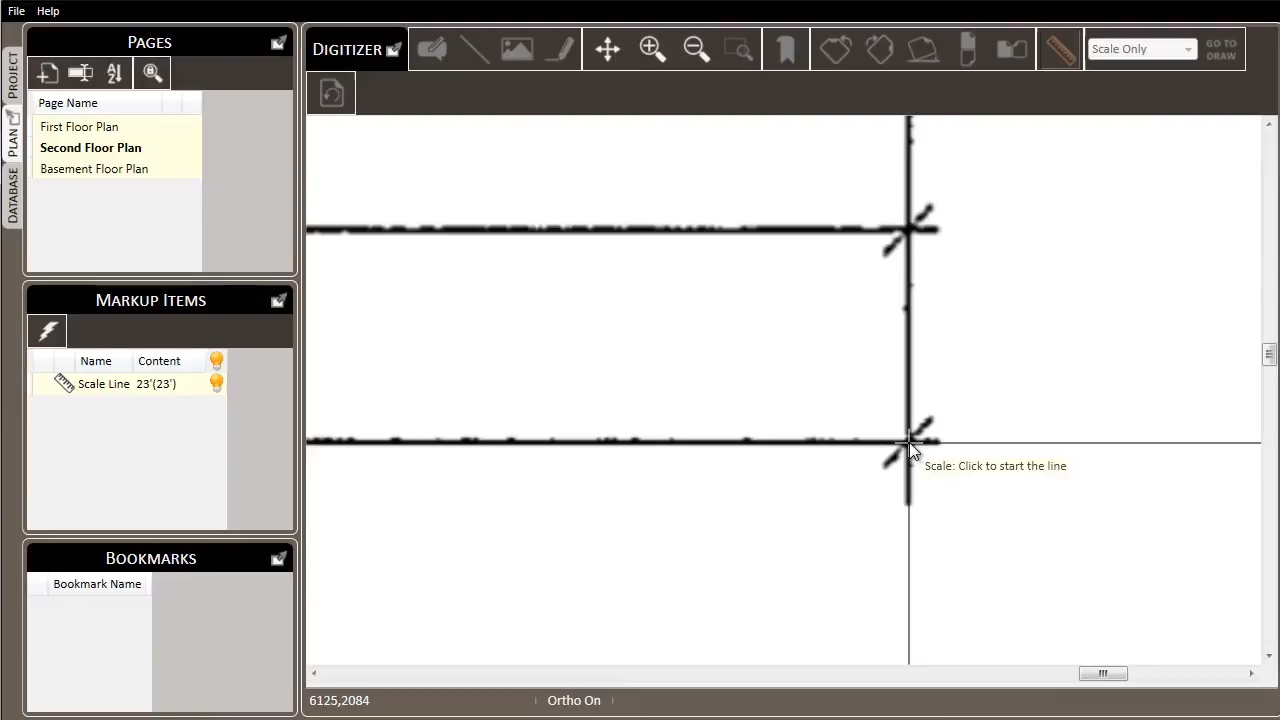 File Help
PROJECT
PLAN
DATABASE
PAGES
Page Name
First Floor Plan
Second Floor Plan
Basement Floor Plan
MARKUP ITEMS
Name Content
Scale Line 23'(23')
BOOKMARKS
Bookmark Name
DIGITIZER
Scale Only
GO TO
DRAW
Scale: Click to start the line
6125,2084
Ortho On